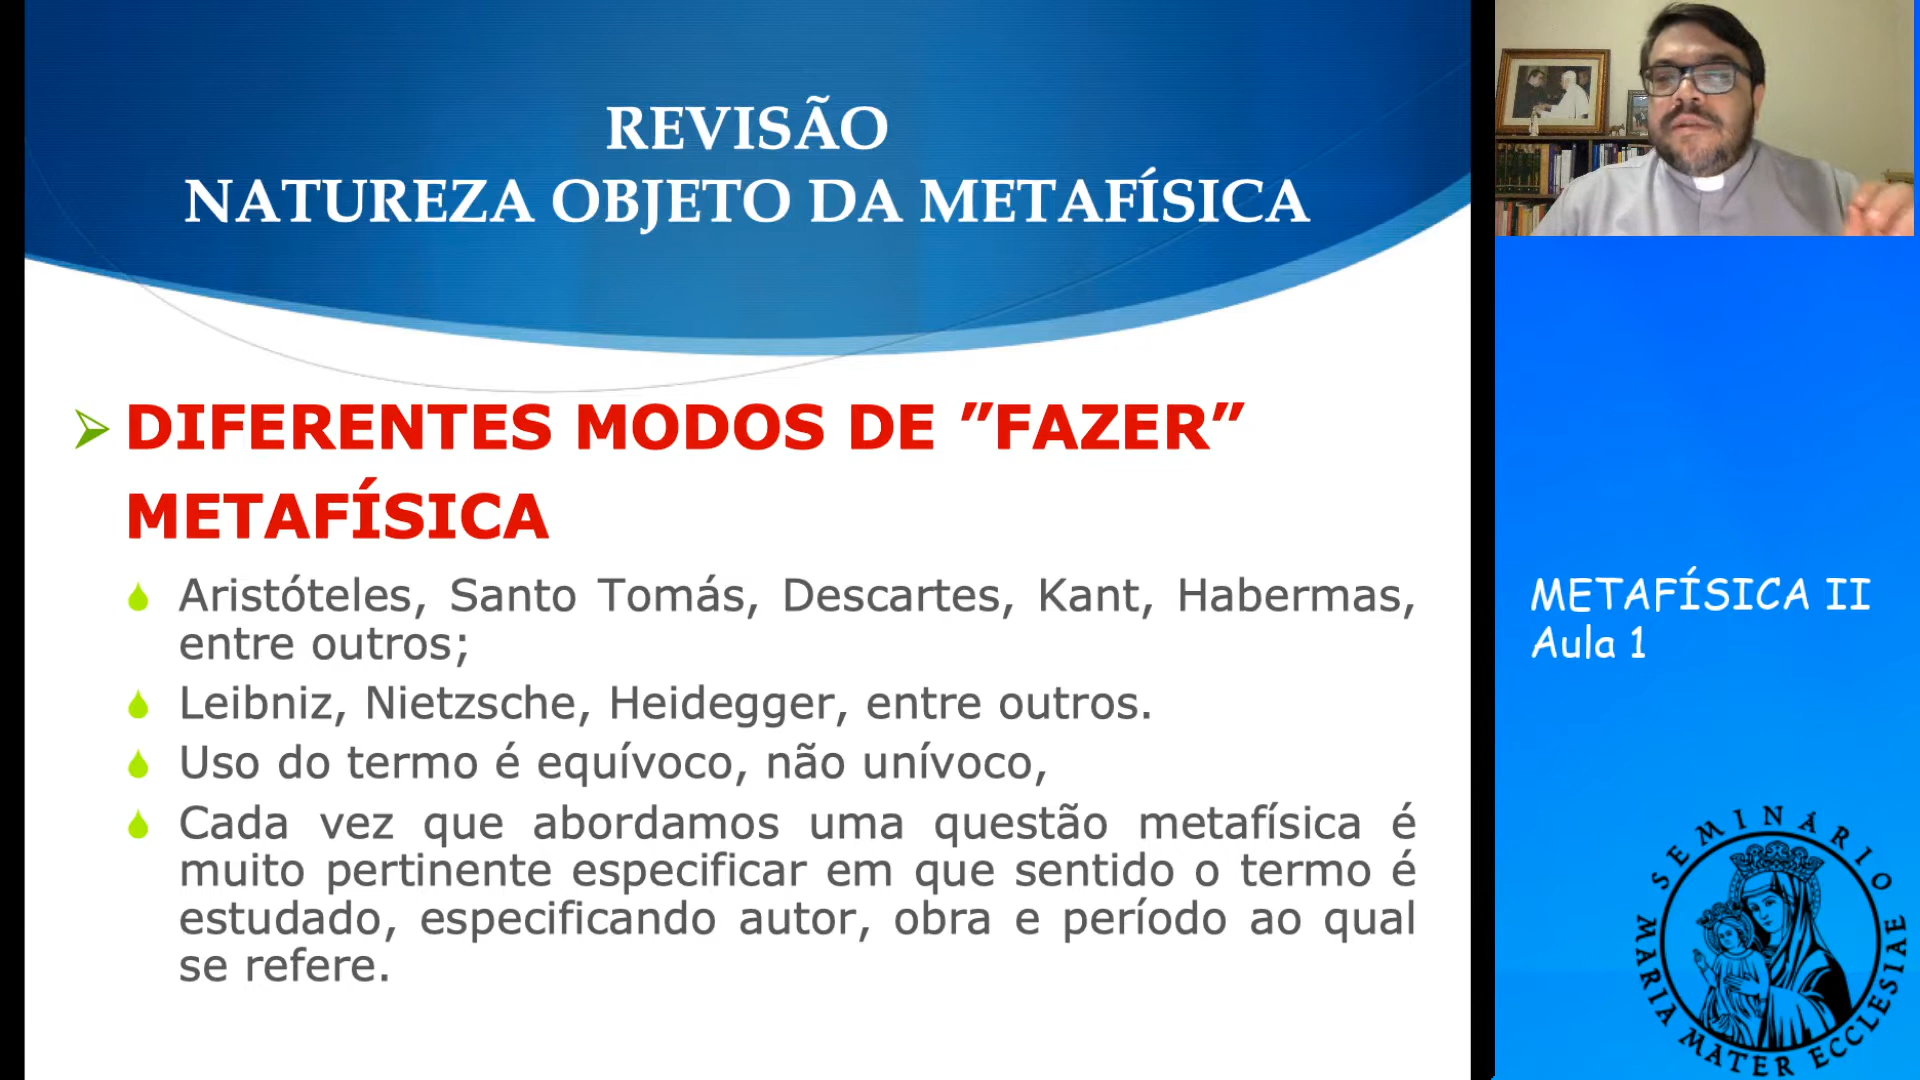 REVISÃO
NATUREZA OBJETO DA METAFÍSICA
DIFERENTES MODOS DE ”FAZER”
METAFÍSICA
Aristóteles, Santo Tomás, Descartes, Kant, Habermas,
entre outros;
Leibniz, Nietzsche, Heidegger, entre outros.
Uso do termo é equívoco, não unívoco,
Cada vez que abordamos uma questão metafísica é
muito pertinente especificar em que sentido o termo é
estudado, especificando autor, obra e período ao qual
se refere.
METAFÍSICA II
Aula 1
SEMINÁRIO
MARIA MATER ECCLESIAE